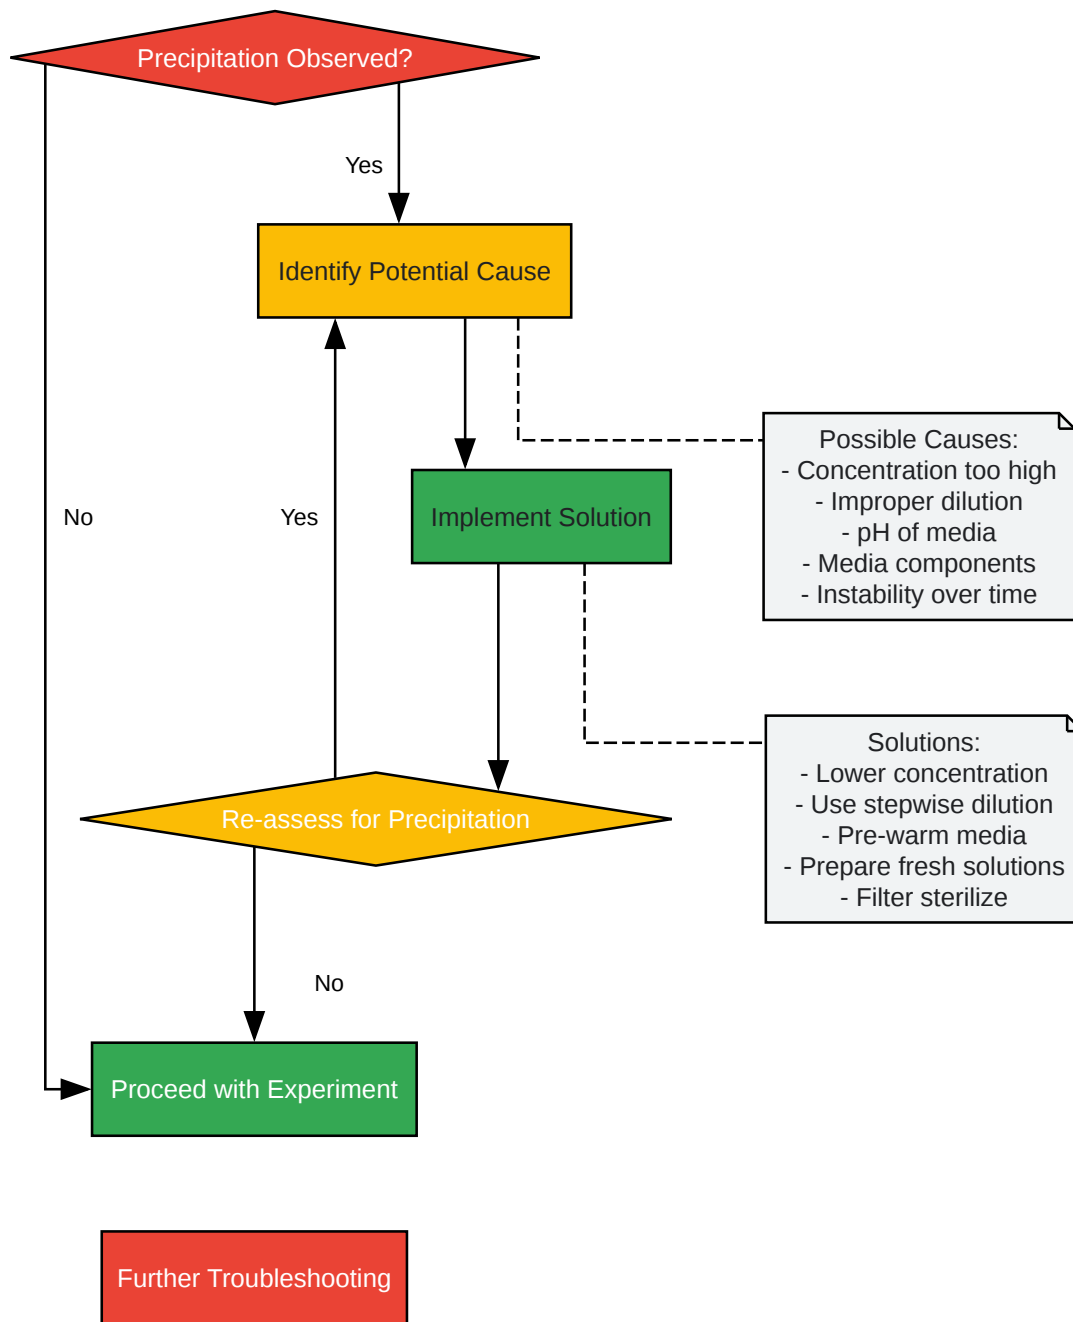 Precipitation Observed?
Yes
Identify Potential Cause
Possible Causes:
- Concentration too high
- Improper dilution
- pH of media
- Media components
- Instability over time
No
Yes
Implement Solution
Solutions:
- Lower concentration
- Use stepwise dilution
- Pre-warm media
- Prepare fresh solutions
- Filter sterilize
Re-assess for Precipitation
No
Proceed with Experiment
Further Troubleshooting